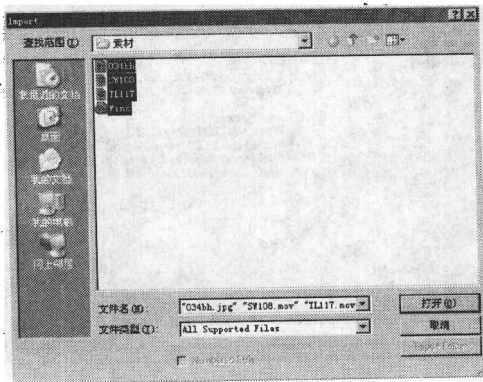 Import
查找范围(I)
素材
034bh
SW108
TL117
我最近的文档
桌面
我的文档
我的电脑
网上邻居
文件名(N):
"034bh.jpg" "SW108.mov" "TL117.mov
打开(O)
文件类型(T):
All Supported Files
取消